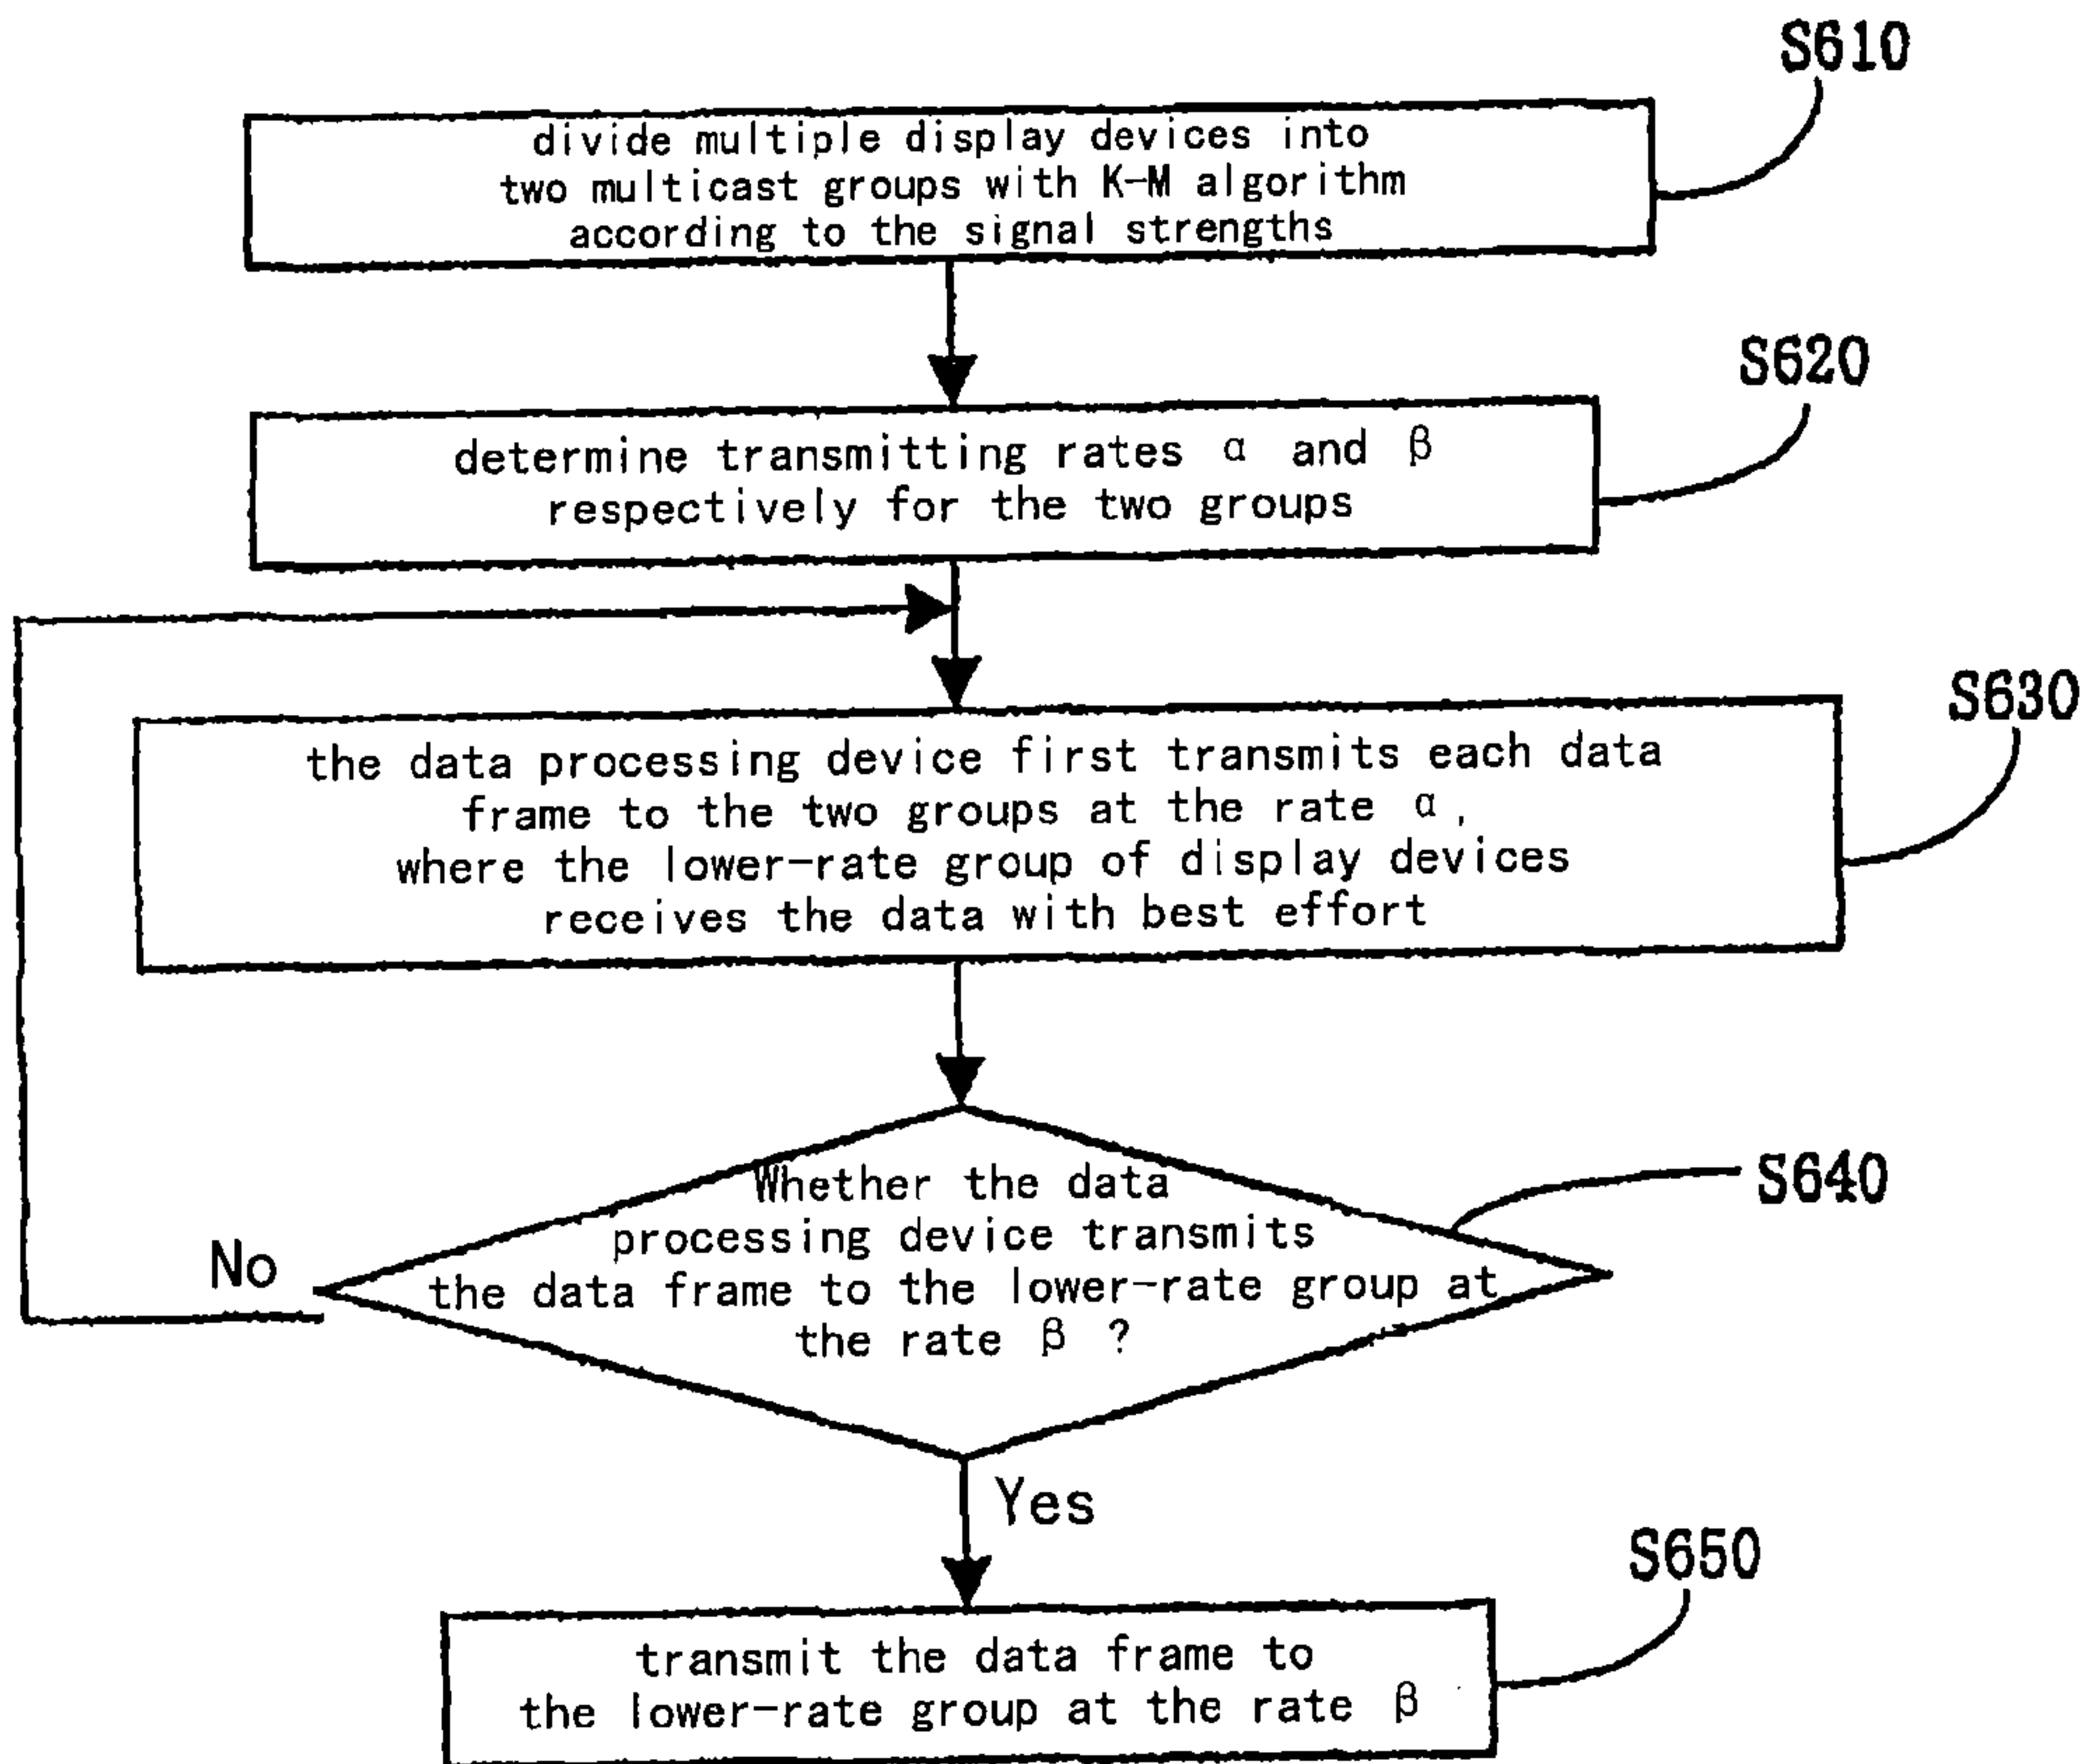 S610
divide multiple display devices into
two multicast groups with K-M algorithm
according to the signal strengths
S620
determine transmitting rates α and β
respectively for the two groups
S630
the data processing device first transmits each data
frame to the two groups at the rate α,
where the lower-rate group of display devices
receives the data with best effort
S640
Whether the data
processing device transmits
the data frame to the lower-rate group at
the rate β ?
No
Yes
S650
transmit the data frame to
the lower-rate group at the rate β